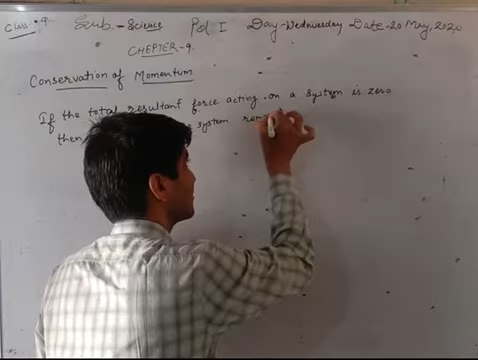 Class-9 Sub.-Science Pd I Day-Wednesday Date-20 May, 2020
CHEPTER-9.
Conservation of Momentum
If the total resultant force acting on a system is zero
then system